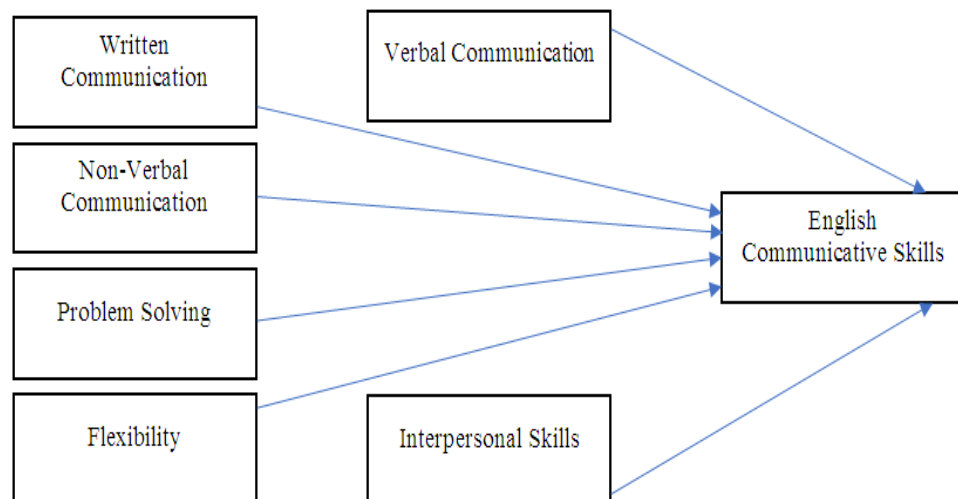 Written
Communication
Verbal Communication
Non-Verbal
Communication
English
Communicative Skills
Problem Solving
Flexibility
Interpersonal Skills